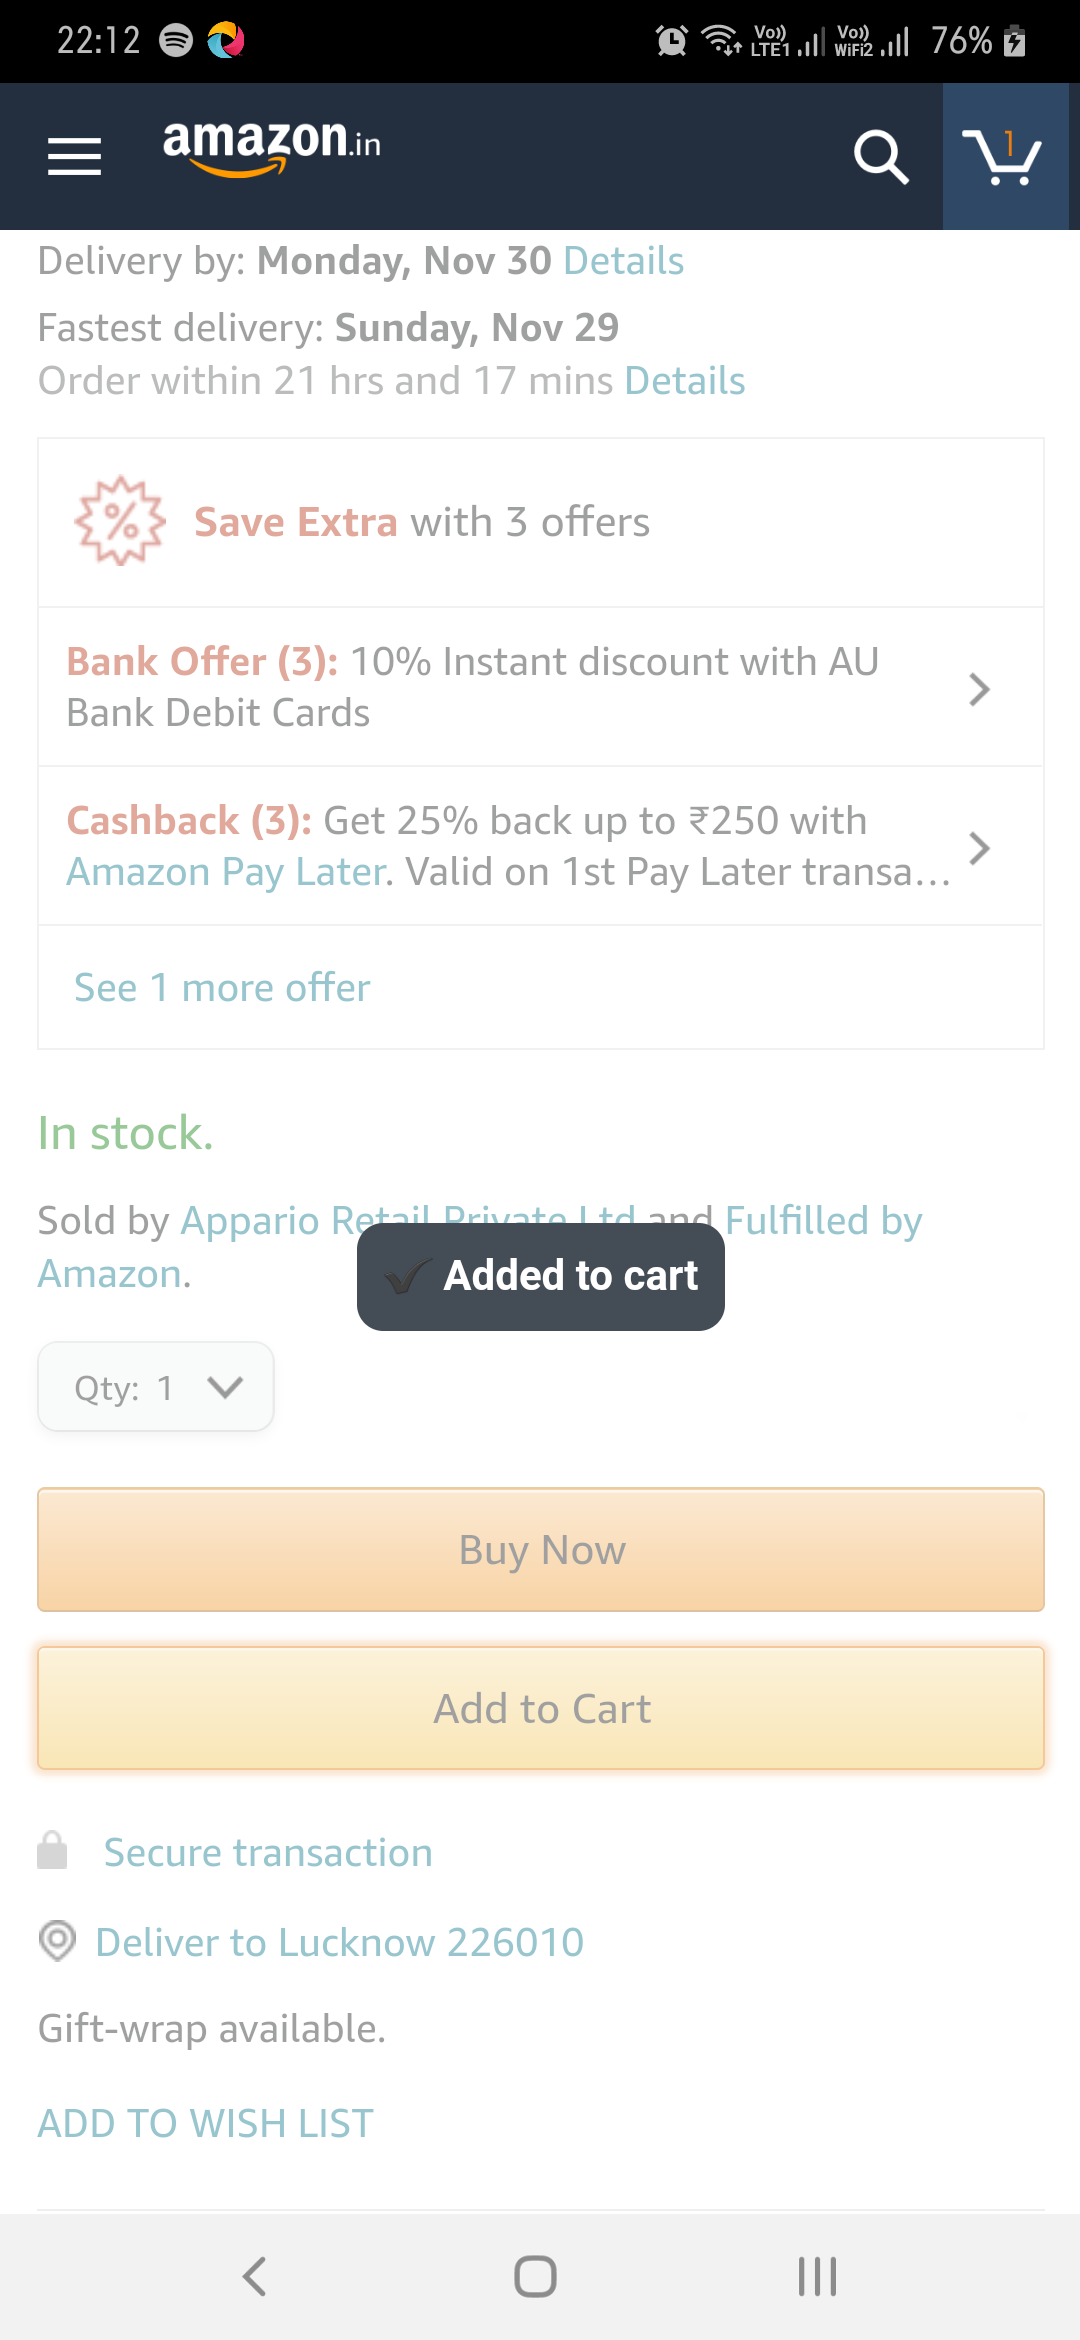 22:12
Vo)) LTE1 Vo)) WiFi2 76%
amazon.in
1
Delivery by: Monday, Nov 30 Details
Fastest delivery: Sunday, Nov 29
Order within 21 hrs and 17 mins Details
Save Extra with 3 offers
Bank Offer (3): 10% Instant discount with AU
Bank Debit Cards
Cashback (3): Get 25% back up to ₹250 with
Amazon Pay Later. Valid on 1st Pay Later transa...
See 1 more offer
In stock.
Sold by Appario Retail Private Ltd and Fulfilled by
Amazon.
✔ Added to cart
Qty: 1
Buy Now
Add to Cart
Secure transaction
Deliver to Lucknow 226010
Gift-wrap available.
ADD TO WISH LIST